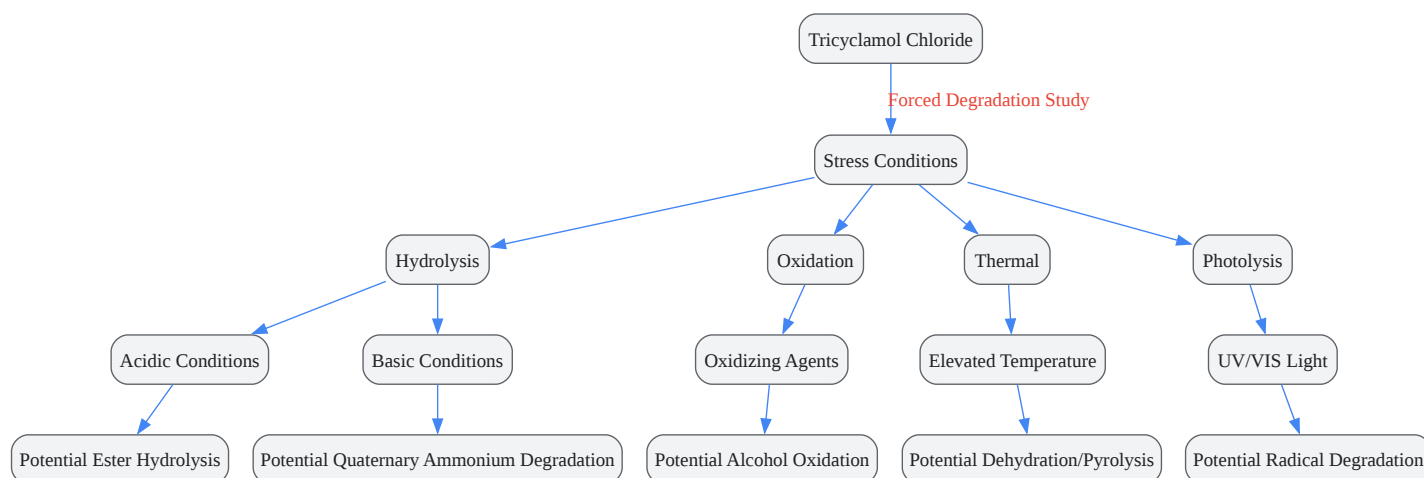 Tricyclamol Chloride
Forced Degradation Study
Stress Conditions
Hydrolysis
Oxidation
Thermal
Photolysis
Acidic Conditions
Basic Conditions
Oxidizing Agents
Elevated Temperature
UV/VIS Light
Potential Ester Hydrolysis
Potential Quaternary Ammonium Degradation
Potential Alcohol Oxidation
Potential Dehydration/Pyrolysis
Potential Radical Degradation